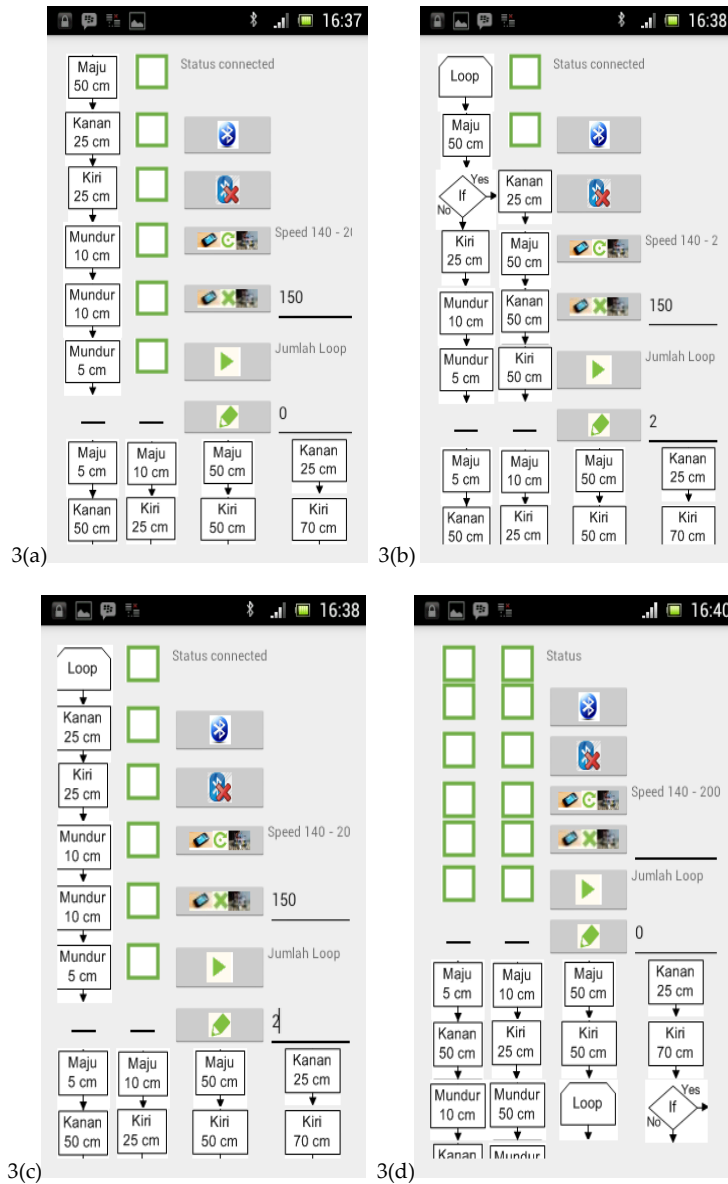 16:37
Maju
50 cm
Status connected
Kanan
25 cm
Kiri
25 cm
Mundur
10 cm
Speed 140 - 20
Mundur
10 cm
150
Mundur
5 cm
Jumlah Loop
0
Maju
5 cm
Maju
10 cm
Maju
50 cm
Kanan
25 cm
Kanan
50 cm
Kiri
25 cm
Kiri
50 cm
Kiri
70 cm
3(a)
16:38
Loop
Status connected
Maju
50 cm
If
Yes
No
Kanan
25 cm
Kiri
25 cm
Maju
50 cm
Speed 140 - 2
Mundur
10 cm
Kanan
50 cm
150
Mundur
5 cm
Kiri
50 cm
Jumlah Loop
2
Maju
5 cm
Maju
10 cm
Maju
50 cm
Kanan
25 cm
Kanan
50 cm
Kiri
25 cm
Kiri
50 cm
Kiri
70 cm
3(b)
16:38
Loop
Status connected
Kanan
25 cm
Kiri
25 cm
Mundur
10 cm
Speed 140 - 20
Mundur
10 cm
150
Mundur
5 cm
Jumlah Loop
2
Maju
5 cm
Maju
10 cm
Maju
50 cm
Kanan
25 cm
Kanan
50 cm
Kiri
25 cm
Kiri
50 cm
Kiri
70 cm
3(c)
16:40
Status
Speed 140 - 200
Jumlah Loop
0
Maju
5 cm
Maju
10 cm
Maju
50 cm
Kanan
25 cm
Kanan
50 cm
Kiri
25 cm
Kiri
50 cm
Kiri
70 cm
Mundur
10 cm
Mundur
50 cm
Loop
If
Yes
No
Kanan
Mundur
3(d)